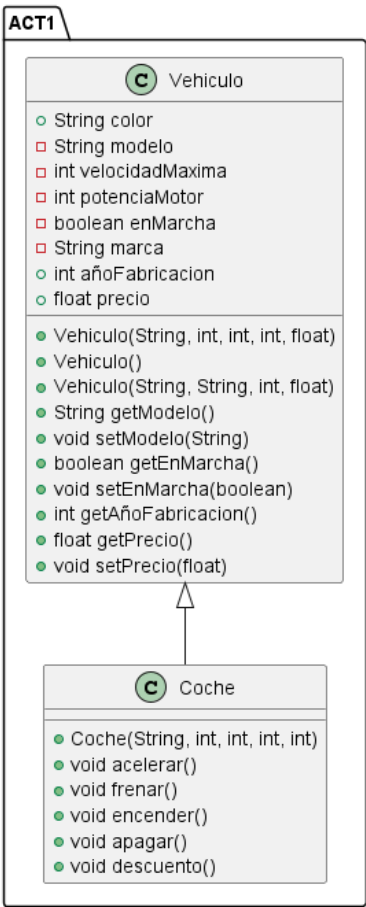 ACT1
C Vehiculo
String color
String modelo
int velocidadMaxima
int potenciaMotor
boolean enMarcha
String marca
int añoFabricacion
float precio
Vehiculo(String, int, int, int, float)
Vehiculo()
Vehiculo(String, String, int, float)
String getModelo()
void setModelo(String)
boolean getEnMarcha()
void setEnMarcha(boolean)
int getAñoFabricacion()
float getPrecio()
void setPrecio(float)
C Coche
Coche(String, int, int, int, int)
void acelerar()
void frenar()
void encender()
void apagar()
void descuento()